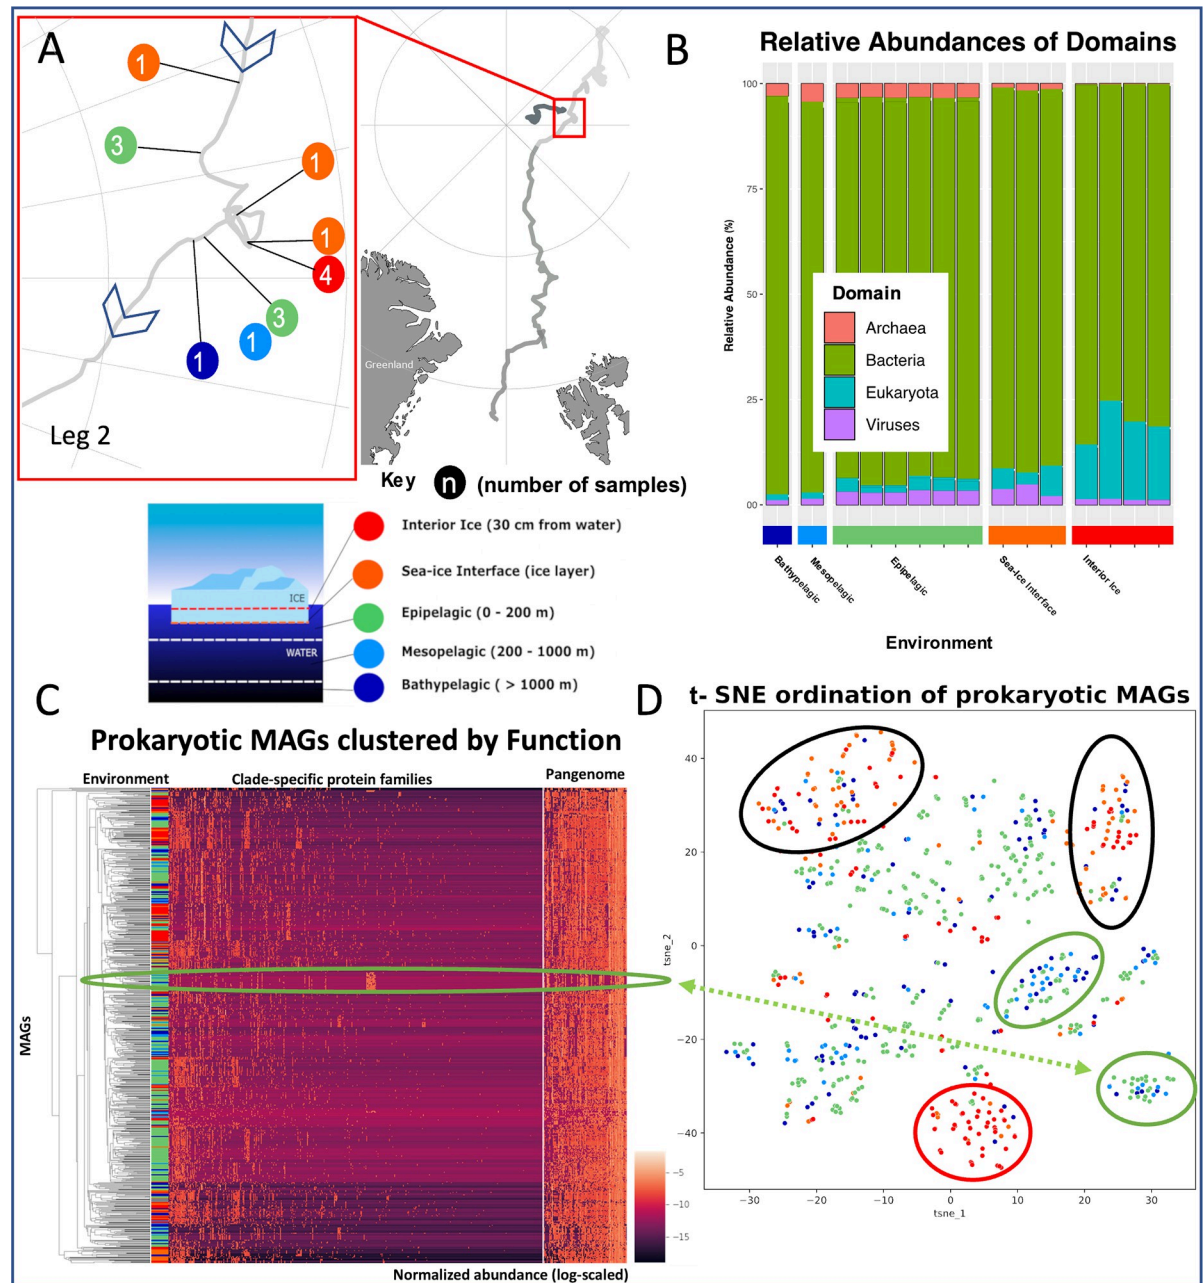 A
1
3
1
1
4
3
1
1
Leg 2
Greenland
Key n (number of samples)
ICE
WATER
Interior Ice (30 cm from water)
Sea-ice Interface (ice layer)
Epipelagic (0 - 200 m)
Mesopelagic (200 - 1000 m)
Bathypelagic ( > 1000 m)
B
Relative Abundances of Domains
Relative Abundance (%)
100
75
50
25
00
Domain
Archaea
Bacteria
Eukaryota
Viruses
Bathypelagic
Mesopelagic
Epipelagic
Sea-Ice Interface
Interior Ice
Environment
C
Prokaryotic MAGs clustered by Function
Environment Clade-specific protein families Pangenome
MAGs
−5
−10
−15
Normalized abundance (log-scaled)
D
t- SNE ordination of prokaryotic MAGs
tsne_2
40
20
0
−20
−40
−30 −20 −10 0 10 20 30
tsne_1